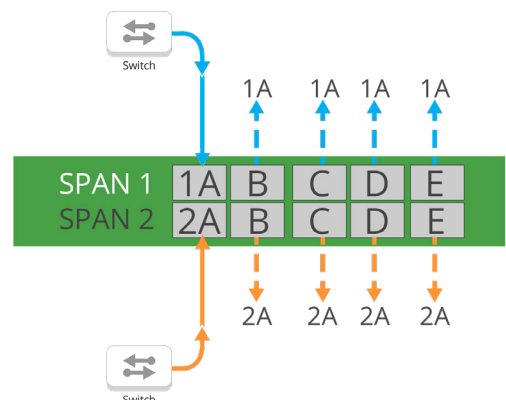 Switch
1A 1A 1A 1A
SPAN 1 1A B C D E
SPAN 2 2A B C D E
2A 2A 2A 2A
Switch